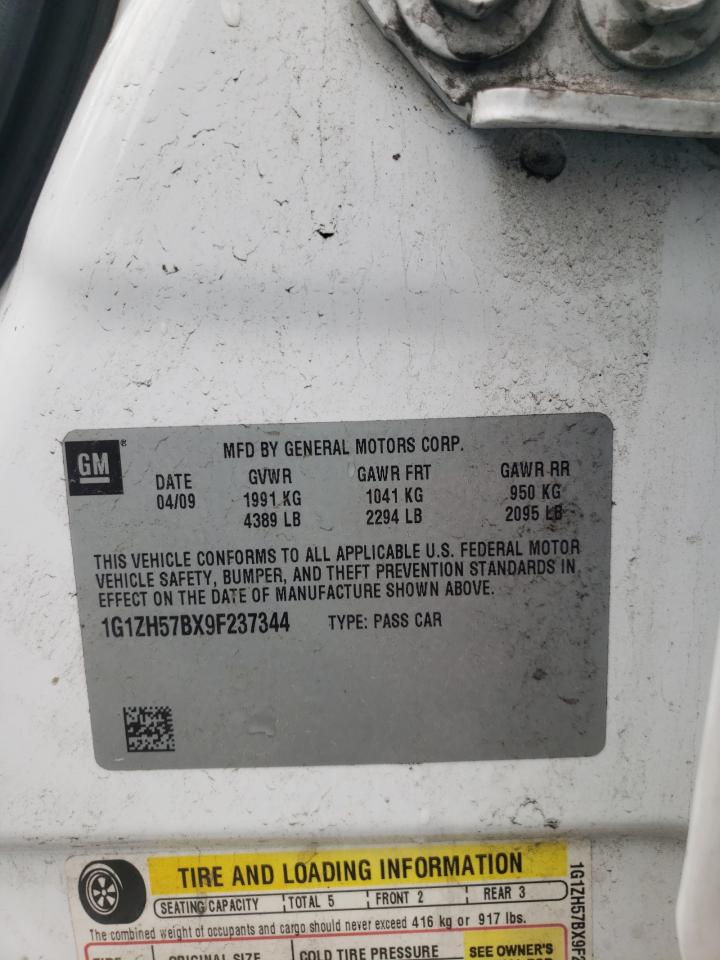 GM ®
MFD BY GENERAL MOTORS CORP.
DATE GVWR GAWR FRT GAWR RR
04/09 1991 KG 1041 KG 950 KG
4389 LB 2294 LB 2095 LB
THIS VEHICLE CONFORMS TO ALL APPLICABLE U.S. FEDERAL MOTOR
VEHICLE SAFETY, BUMPER, AND THEFT PREVENTION STANDARDS IN
EFFECT ON THE DATE OF MANUFACTURE SHOWN ABOVE.
1G1ZH57BX9F237344 TYPE: PASS CAR
TIRE AND LOADING INFORMATION
SEATING CAPACITY TOTAL 5 FRONT 2 REAR 3
The combined weight of occupants and cargo should never exceed 416 kg or 917 lbs.
TIRE ORIGINAL SIZE COLD TIRE PRESSURE SEE OWNER'S
1G1ZH57BX9F2